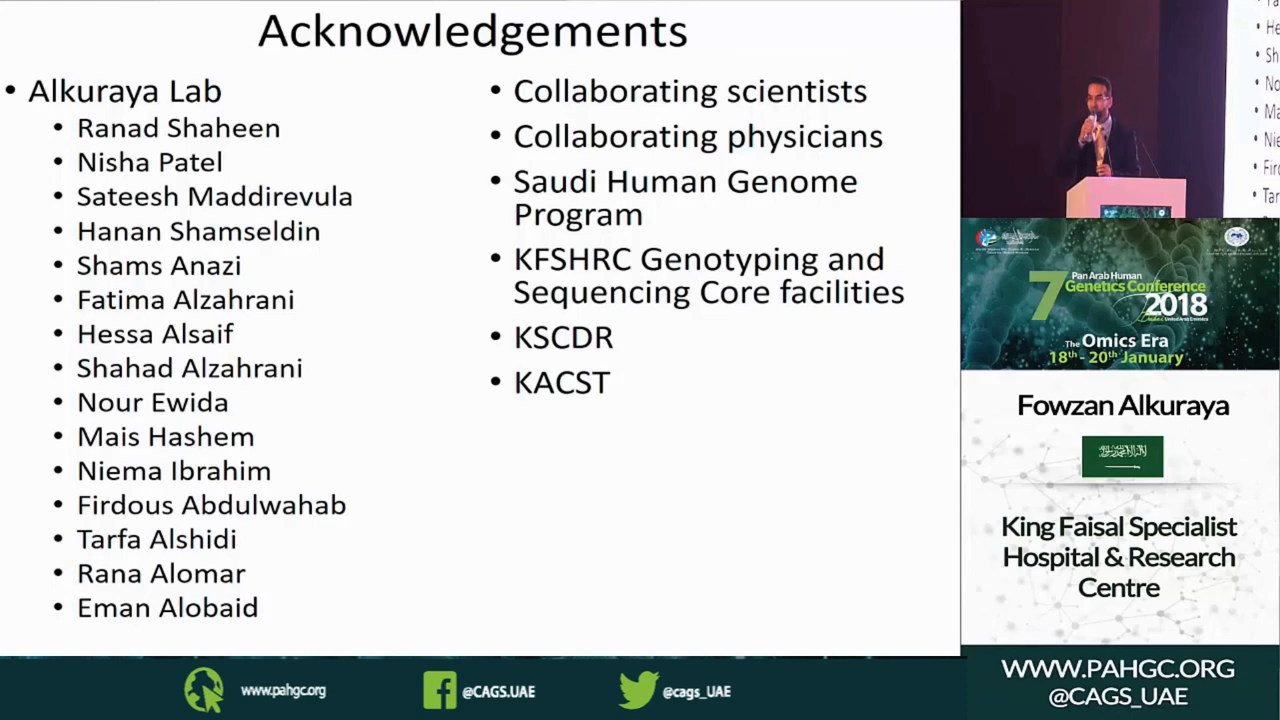 Acknowledgements
• Alkuraya Lab
• Ranad Shaheen
• Nisha Patel
• Sateesh Maddirevula
• Hanan Shamseldin
• Shams Anazi
• Fatima Alzahrani
• Hessa Alsaif
• Shahad Alzahrani
• Nour Ewida
• Mais Hashem
• Niema Ibrahim
• Firdous Abdulwahab
• Tarfa Alshidi
• Rana Alomar
• Eman Alobaid
• Collaborating scientists
• Collaborating physicians
• Saudi Human Genome
Program
• KFSHRC Genotyping and
Sequencing Core facilities
• KSCDR
• KACST
7
Pan Arab Human
Genetics Conference
2018
Dubai United Arab Emirates
The Omics Era
18th - 20th January
Fowzan Alkuraya
King Faisal Specialist
Hospital & Research
Centre
WWW.PAHGC.ORG
@CAGS_UAE
www.pahgc.org
@CAGS.UAE
@cags_UAE